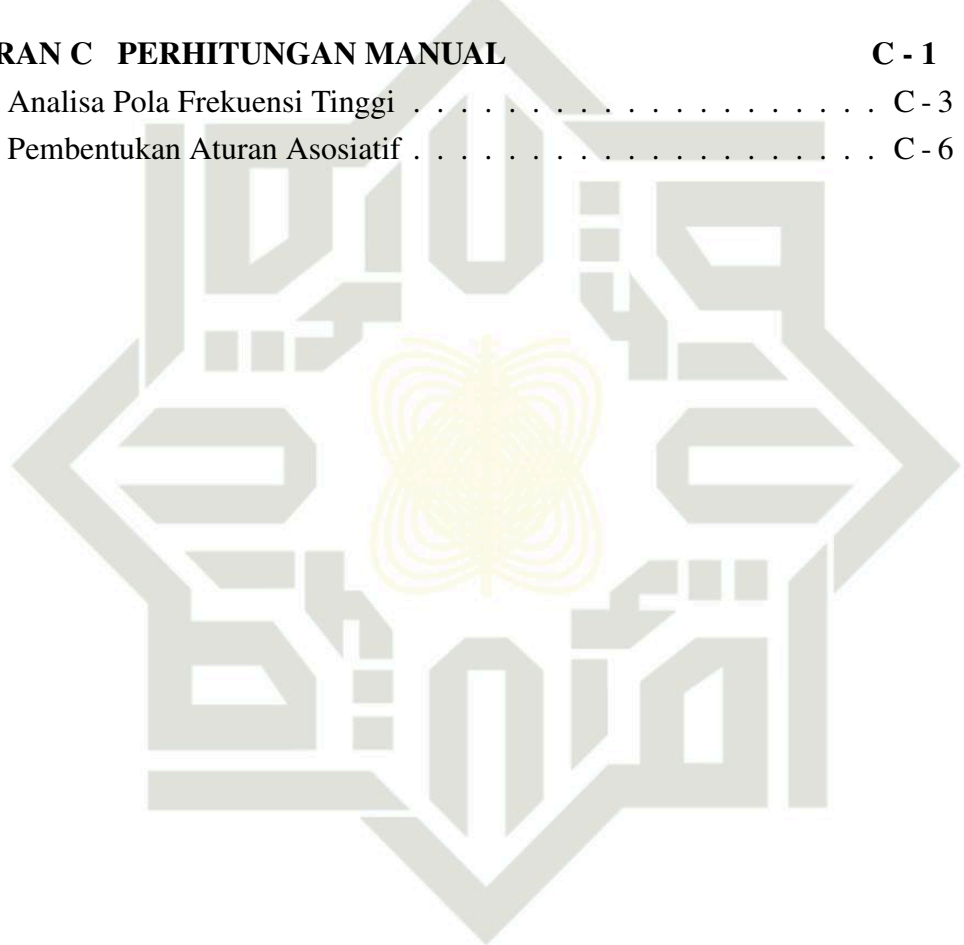 RAN C PERHITUNGAN MANUAL C - 1
Analisa Pola Frekuensi Tinggi . . . . . . . . . . . . . . . . . . . . C - 3
Pembentukan Aturan Asosiatif . . . . . . . . . . . . . . . . . . . . C - 6